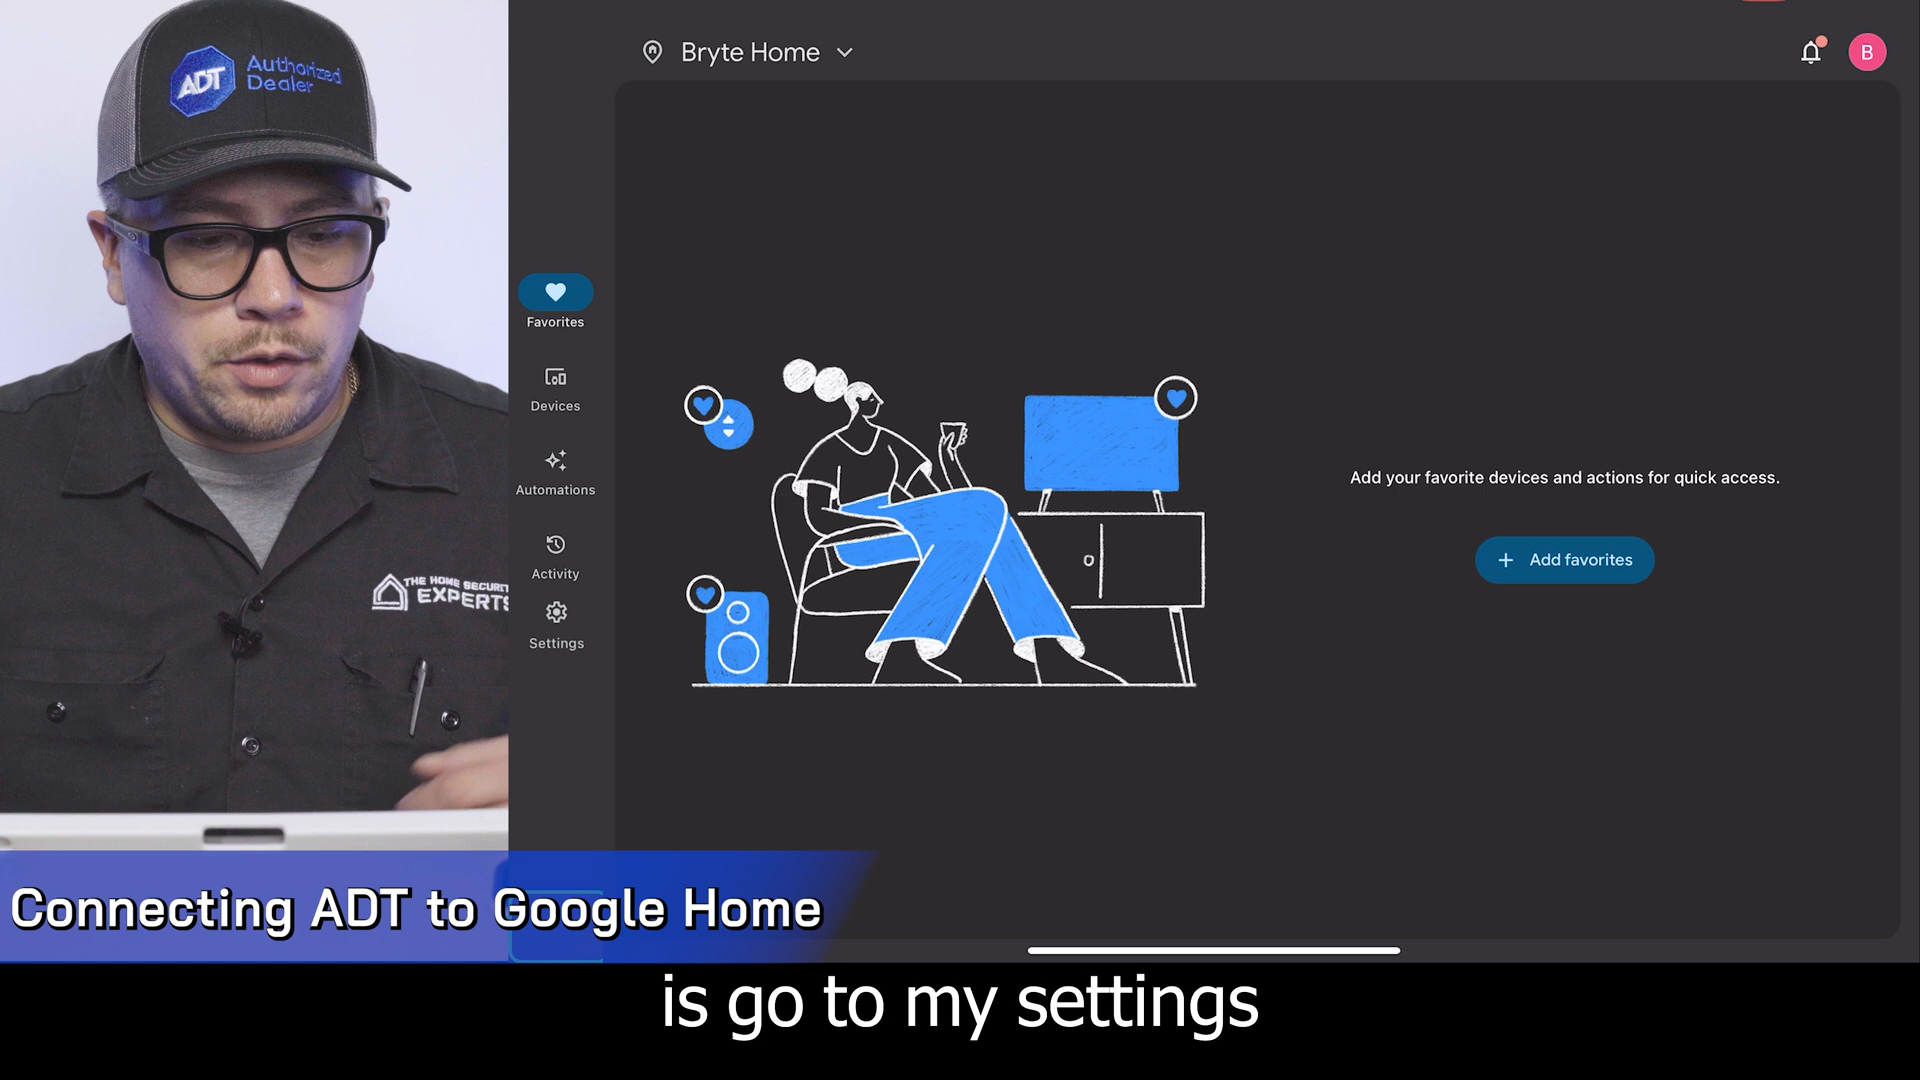 ADT
Authorized
Dealer
THE HOME SECURIT
EXPERTS
Bryte Home
B
Favorites
Devices
Automations
Activity
Settings
Add your favorite devices and actions for quick access.
+ Add favorites
Connecting ADT to Google Home
is go to my settings